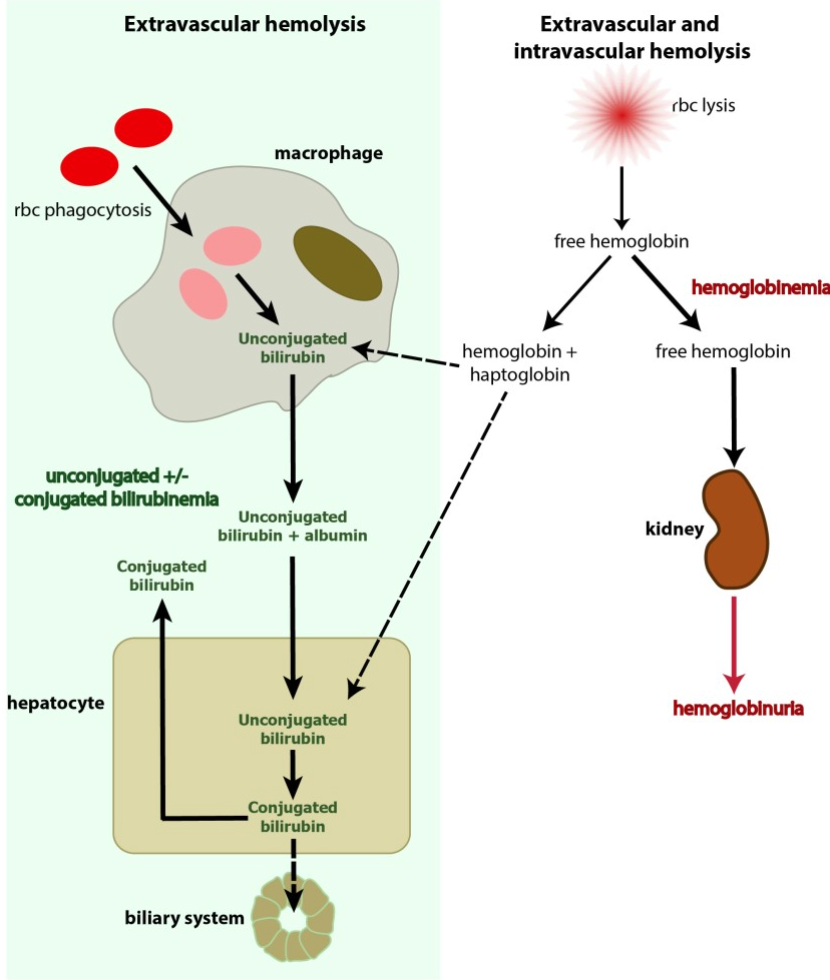 Extravascular hemolysis
Extravascular and
intravascular hemolysis
rbc lysis
macrophage
rbc phagocytosis
free hemoglobin
hemoglobinemia
Unconjugated
bilirubin
hemoglobin +
haptoglobin
free hemoglobin
unconjugated +/-
conjugated bilirubinemia
Unconjugated
bilirubin + albumin
kidney
Conjugated
bilirubin
hepatocyte
Unconjugated
bilirubin
hemoglobinuria
Conjugated
bilirubin
biliary system